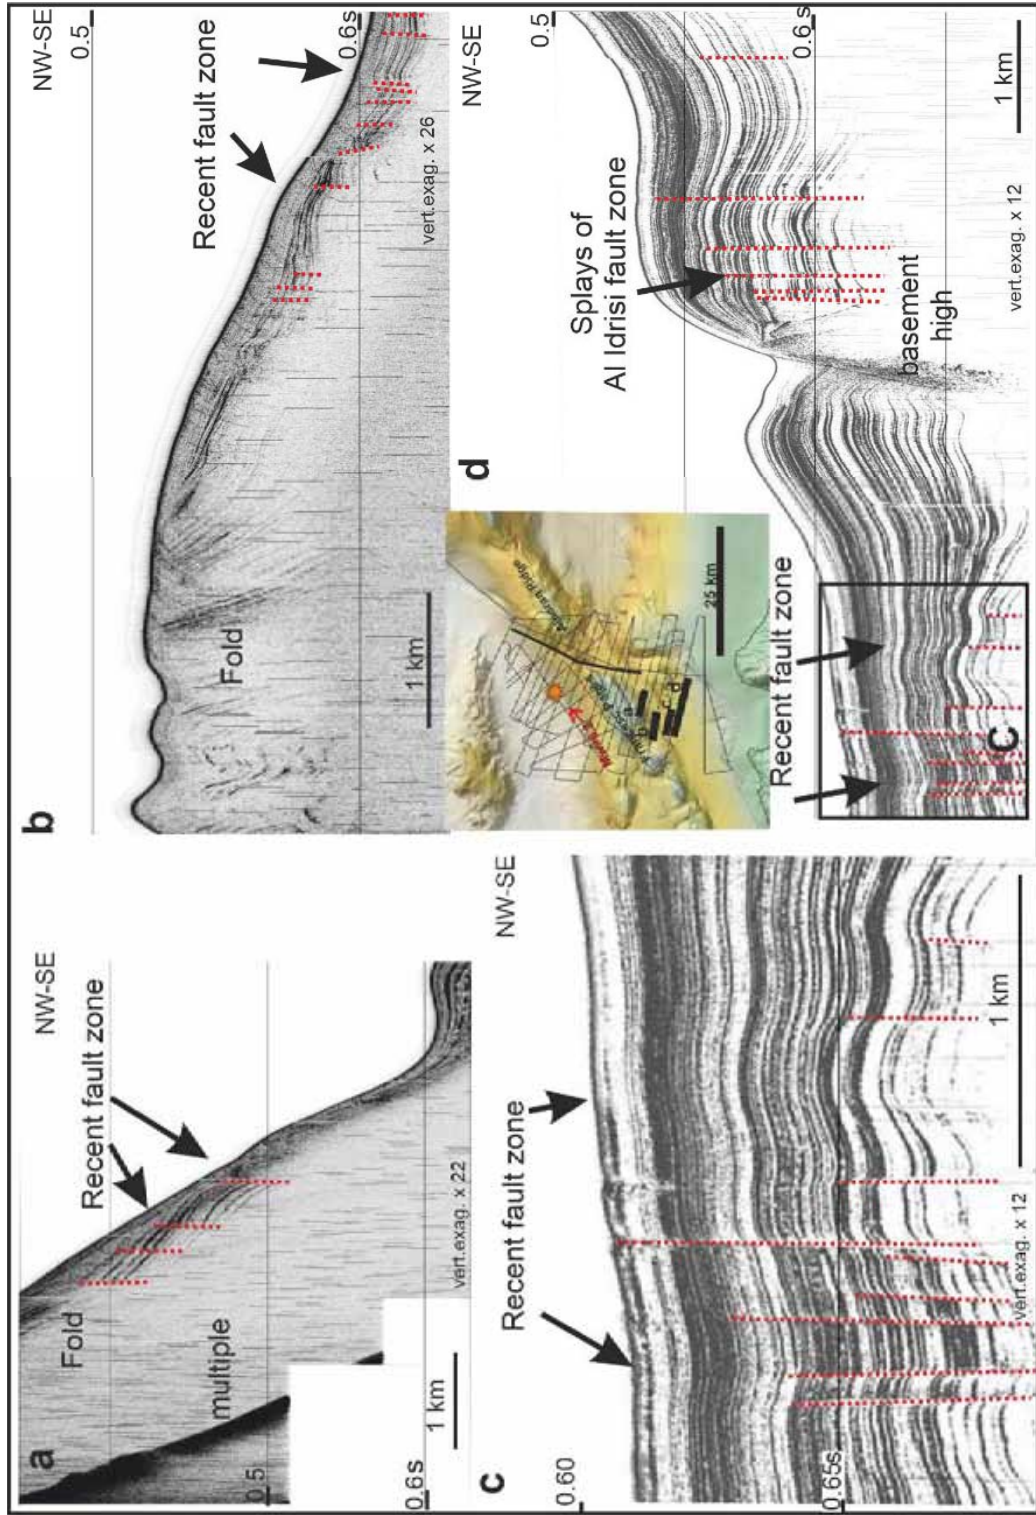 a
NW-SE
Recent fault zone
Fold
multiple
0.5
0.6s
1 km
vert.exag. x 22
b
NW-SE
0.5
Recent fault zone
0.6s
Fold
1 km
vert.exag. x 26
c
NW-SE
0.60
Recent fault zone
0.65s
1 km
vert.exag. x 12
25 km
d
NW-SE
0.5
Splays of
Al Idrisi fault zone
0.6s
basement
high
Recent fault zone
C
1 km
vert.exag. x 12